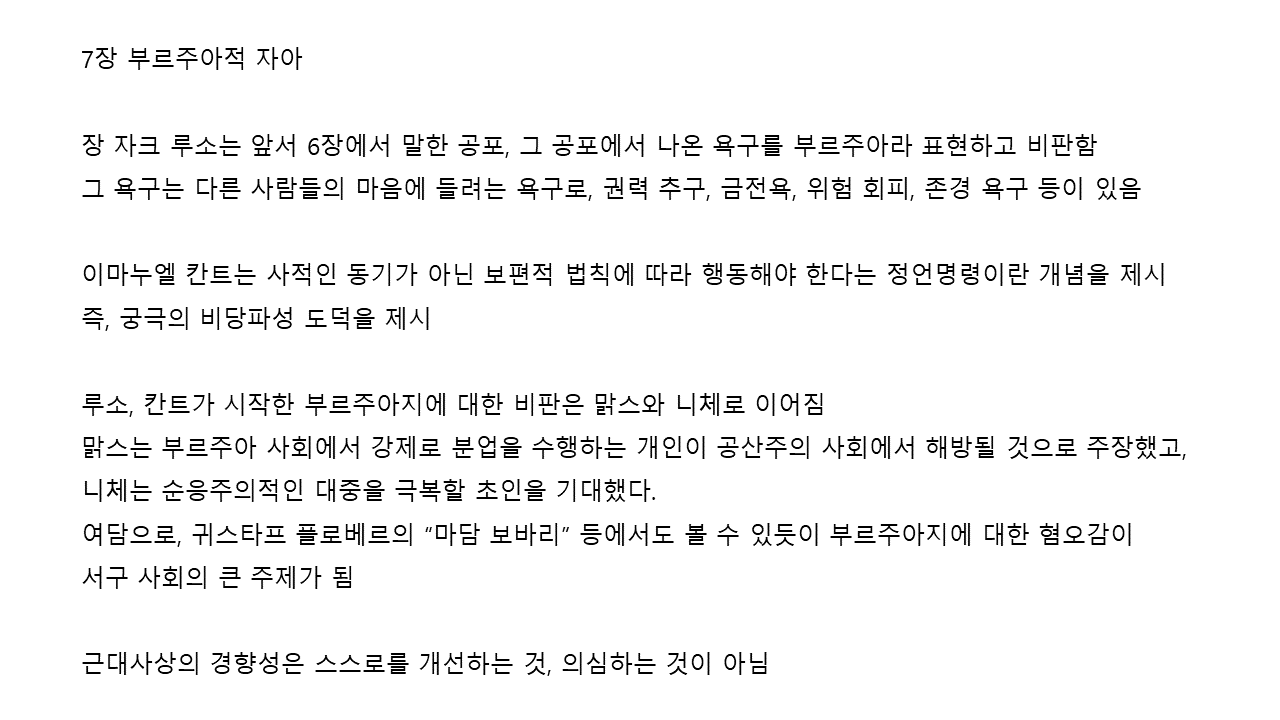 7장 부르주아적 자아
장 자크 루소는 앞서 6장에서 말한 공포, 그 공포에서 나온 욕구를 부르주아라 표현하고 비판함
그 욕구는 다른 사람들의 마음에 들려는 욕구로, 권력 추구, 금전욕, 위험 회피, 존경 욕구 등이 있음
이마누엘 칸트는 사적인 동기가 아닌 보편적 법칙에 따라 행동해야 한다는 정언명령이란 개념을 제시
즉, 궁극의 비당파성 도덕을 제시
루소, 칸트가 시작한 부르주아지에 대한 비판은 맑스와 니체로 이어짐
맑스는 부르주아 사회에서 강제로 분업을 수행하는 개인이 공산주의 사회에서 해방될 것으로 주장했고,
니체는 순응주의적인 대중을 극복할 초인을 기대했다.
여담으로, 귀스타프 플로베르의 “마담 보바리” 등에서도 볼 수 있듯이 부르주아지에 대한 혐오감이
서구 사회의 큰 주제가 됨
근대사상의 경향성은 스스로를 개선하는 것, 의심하는 것이 아님